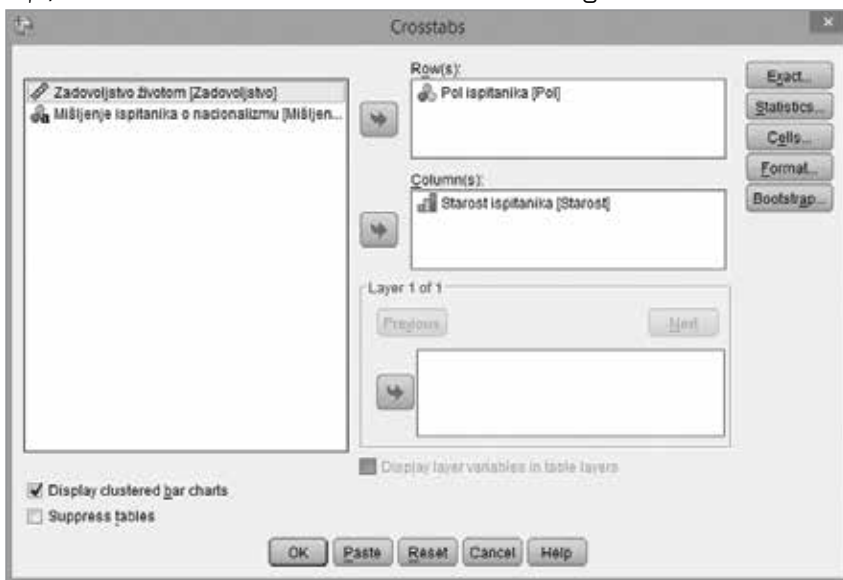 Crosstabs
Zadovoljstvo životom [Zadovoljstvo]
Mišljenje ispitanika o nacionalizmu [Mišljen...
Row(s):
Pol ispitanika [Pol]
Column(s):
Starost ispitanika [Starost]
Layer 1 of 1
Previous
Next
Display layer variables in table layers
Exact...
Statistics...
Cells...
Format...
Bootstrap...
Display clustered bar charts
Suppress tables
OK Paste Reset Cancel Help